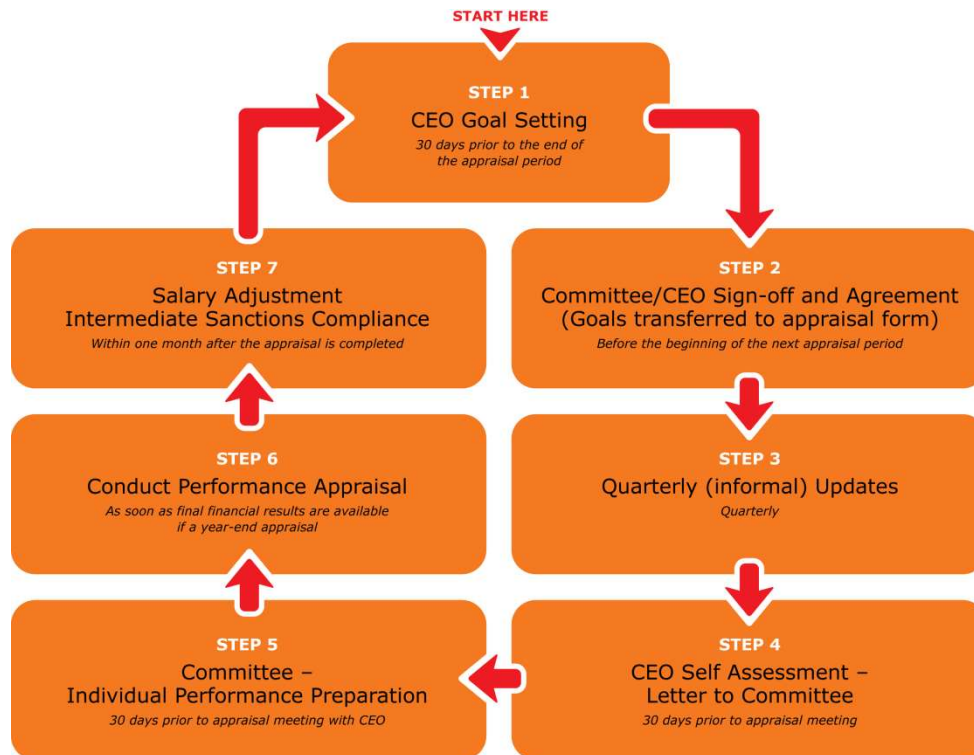 START HERE
STEP 1
CEO Goal Setting
30 days prior to the end of
the appraisal period
STEP 2
Committee/CEO Sign-off and Agreement
(Goals transferred to appraisal form)
Before the beginning of the next appraisal period
STEP 3
Quarterly (informal) Updates
Quarterly
STEP 4
CEO Self Assessment –
Letter to Committee
30 days prior to appraisal meeting
STEP 5
Committee –
Individual Performance Preparation
30 days prior to appraisal meeting with CEO
STEP 6
Conduct Performance Appraisal
As soon as final financial results are available
if a year-end appraisal
STEP 7
Salary Adjustment
Intermediate Sanctions Compliance
Within one month after the appraisal is completed